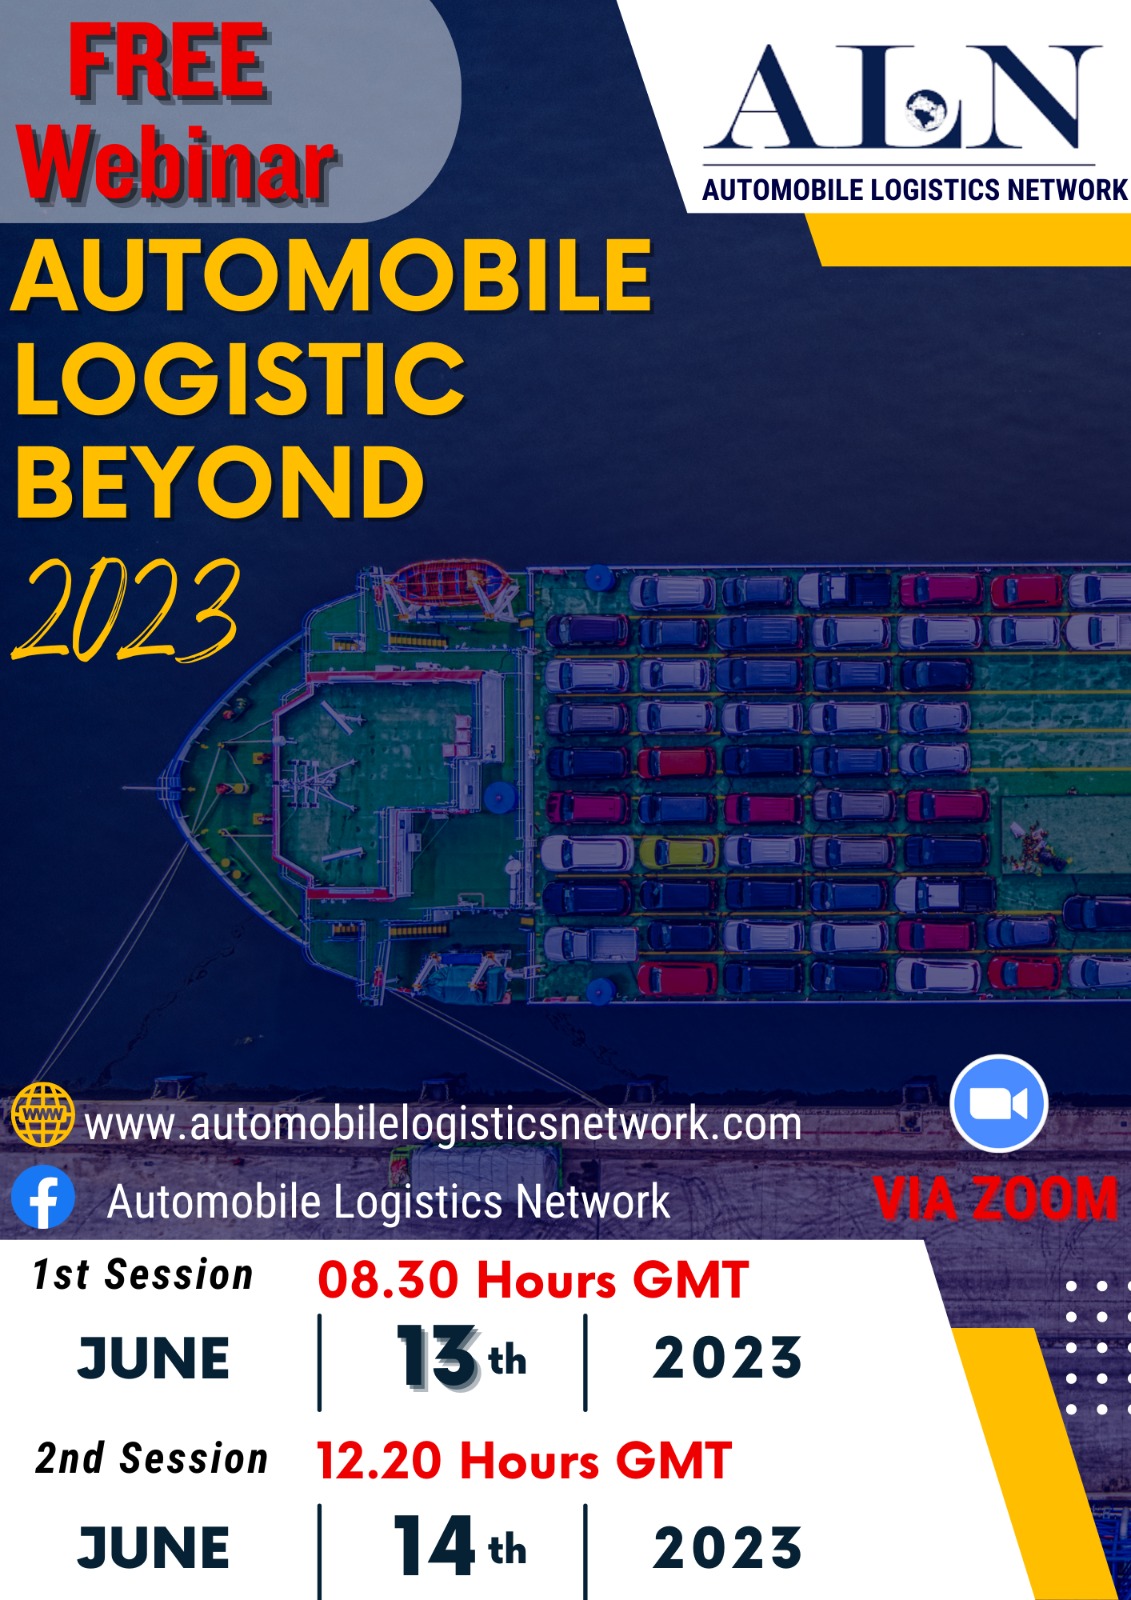 FREE
Webinar
ALN
AUTOMOBILE LOGISTICS NETWORK
AUTOMOBILE
LOGISTIC
BEYOND
2023
WWW
www.automobilelogisticsnetwork.com
Automobile Logistics Network
VIA ZOOM
1st Session 08.30 Hours GMT
JUNE 13th 2023
2nd Session 12.20 Hours GMT
JUNE 14th 2023